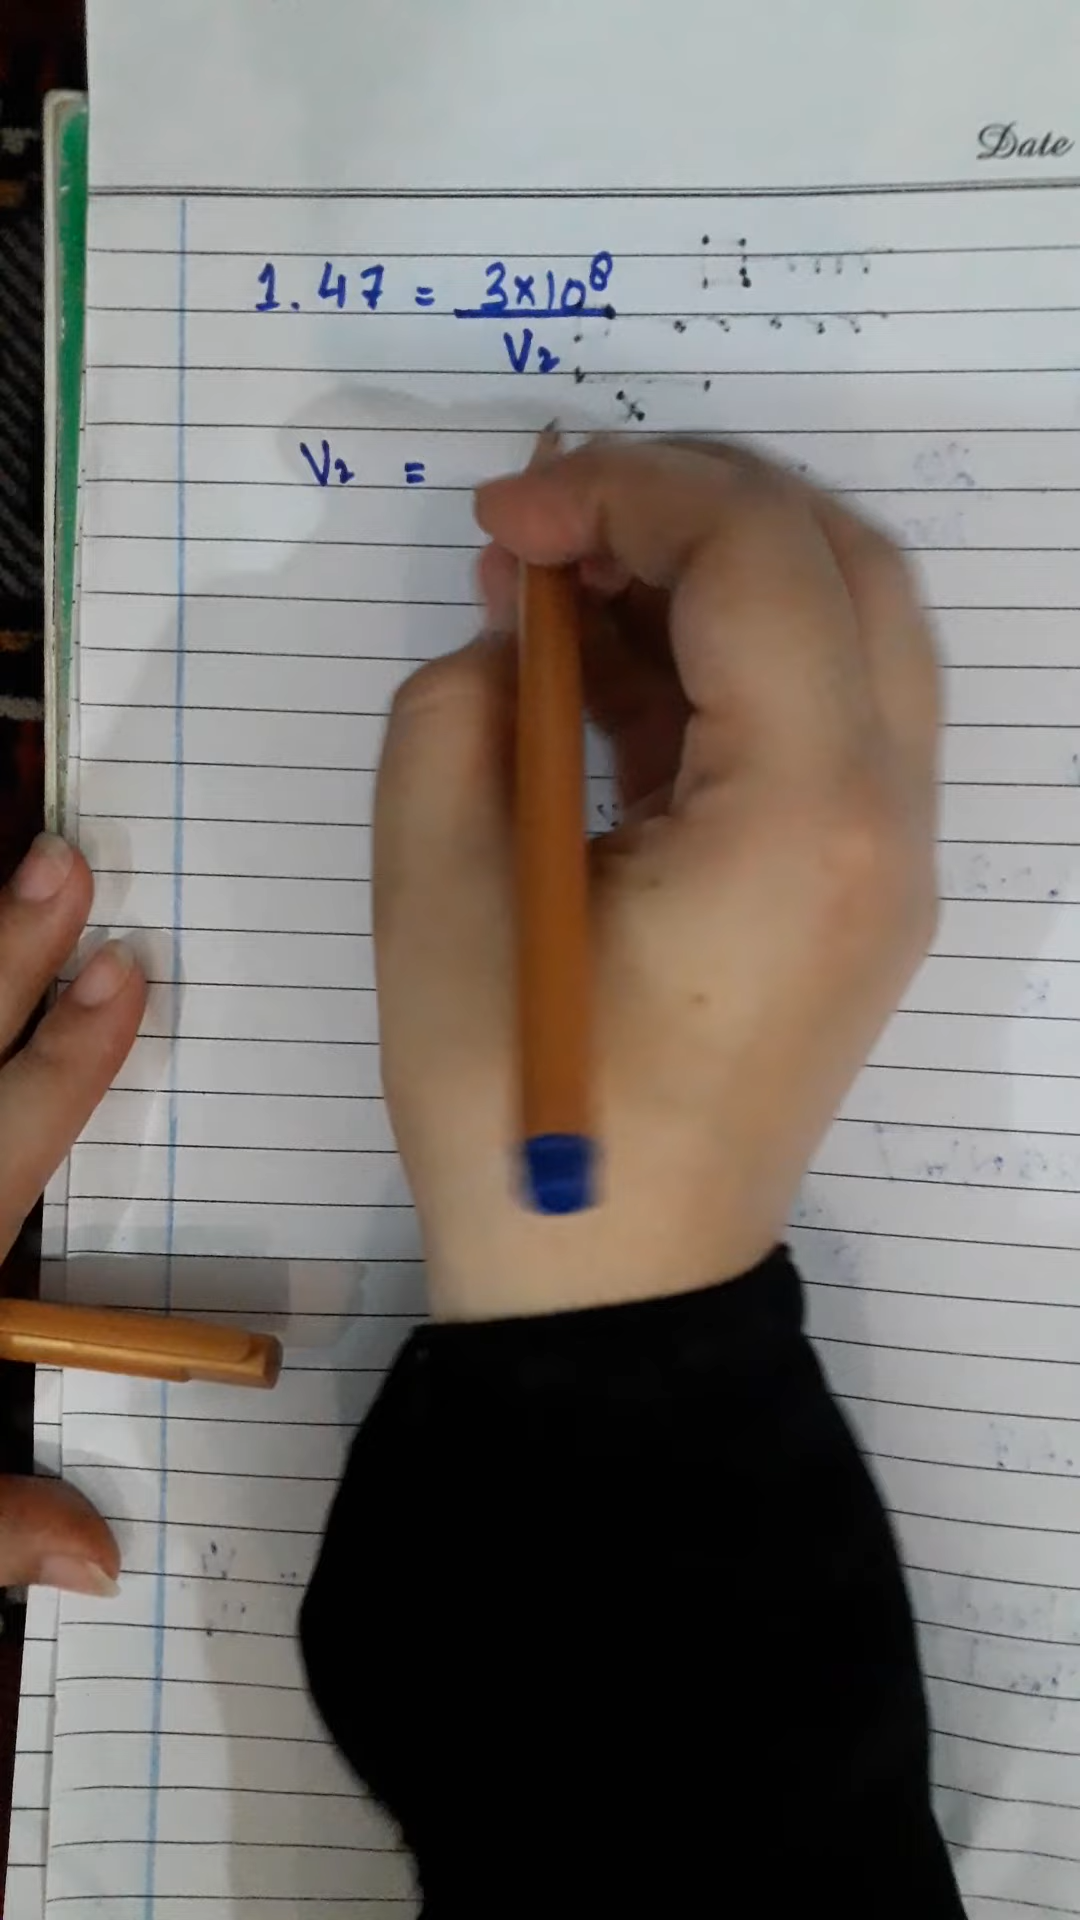 Date
1.47 = 3×10⁸
V₂
V₂ =